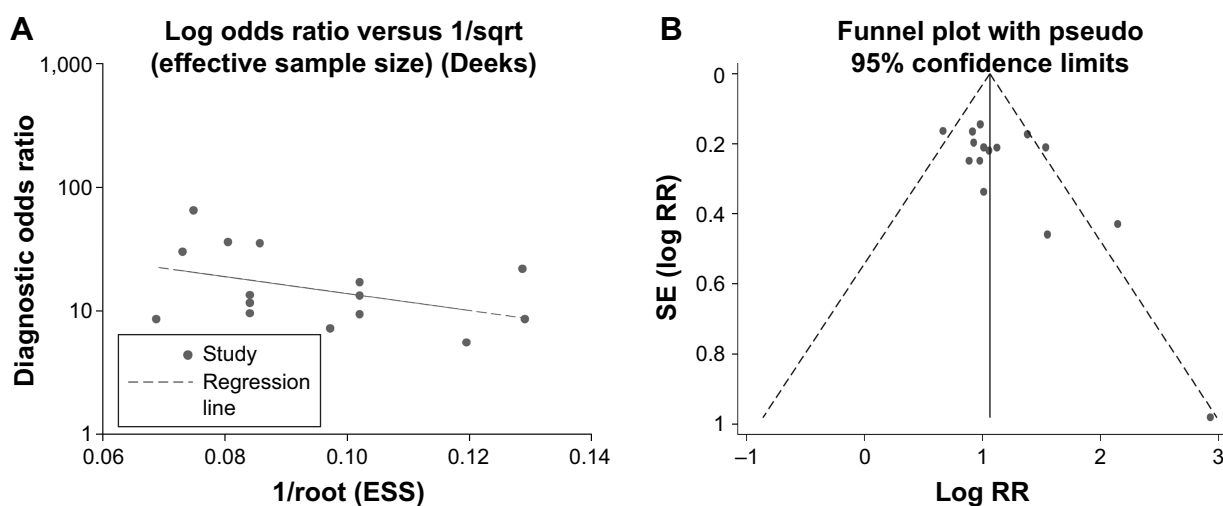 A
Log odds ratio versus 1/sqrt
(effective sample size) (Deeks)
1,000
100
10
1
Diagnostic odds ratio
Study
Regression
line
0.06
0.08
0.10
0.12
0.14
1/root (ESS)
B
Funnel plot with pseudo
95% confidence limits
0
0.2
0.4
0.6
0.8
1
SE (log RR)
–1
0
1
2
3
Log RR